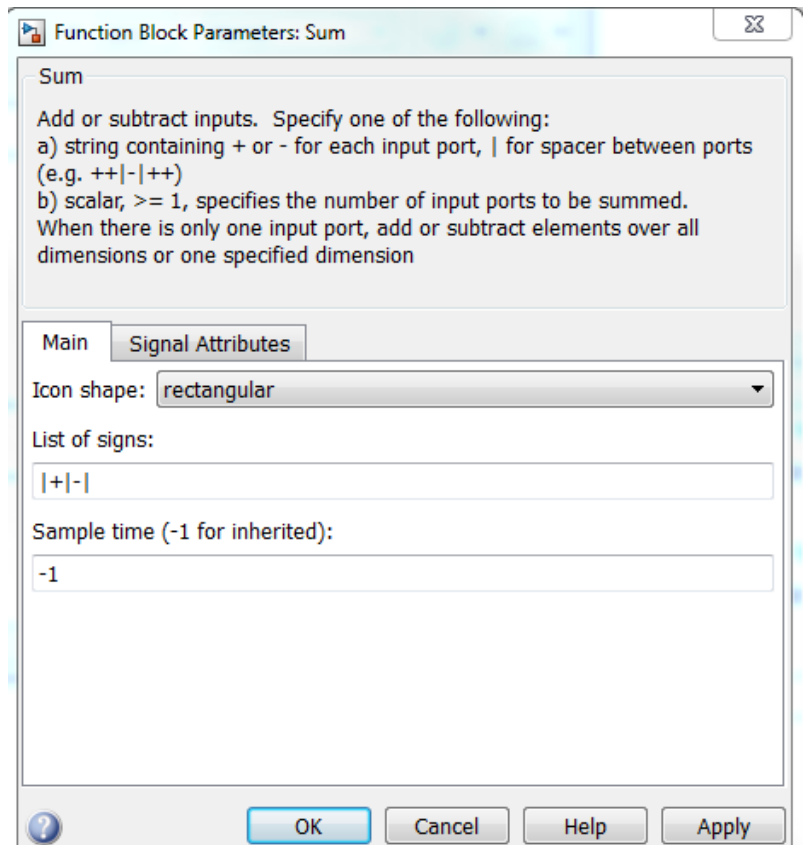 Function Block Parameters: Sum
Sum
Add or subtract inputs.  Specify one of the following:
a) string containing + or - for each input port, | for spacer between ports
(e.g. ++|-|++)
b) scalar, >= 1, specifies the number of input ports to be summed.
When there is only one input port, add or subtract elements over all
dimensions or one specified dimension
Main
Signal Attributes
Icon shape: rectangular
List of signs:
|+|-|
Sample time (-1 for inherited):
-1
? OK Cancel Help Apply